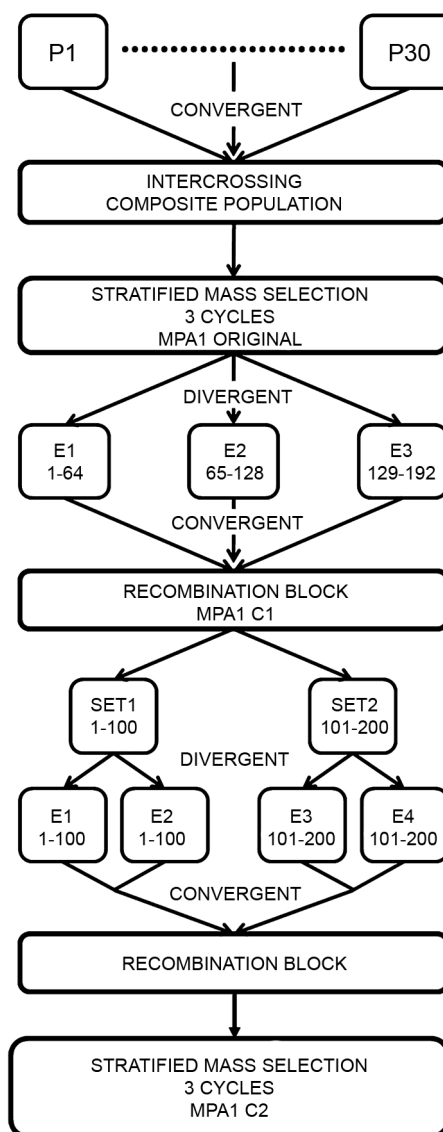 P1
P30
CONVERGENT
INTERCROSSING
COMPOSITE POPULATION
STRATIFIED MASS SELECTION
3 CYCLES
MPA1 ORIGINAL
DIVERGENT
E1
1-64
E2
65-128
E3
129-192
CONVERGENT
RECOMBINATION BLOCK
MPA1 C1
SET1
1-100
SET2
101-200
DIVERGENT
E1
1-100
E2
1-100
E3
101-200
E4
101-200
CONVERGENT
RECOMBINATION BLOCK
STRATIFIED MASS SELECTION
3 CYCLES
MPA1 C2